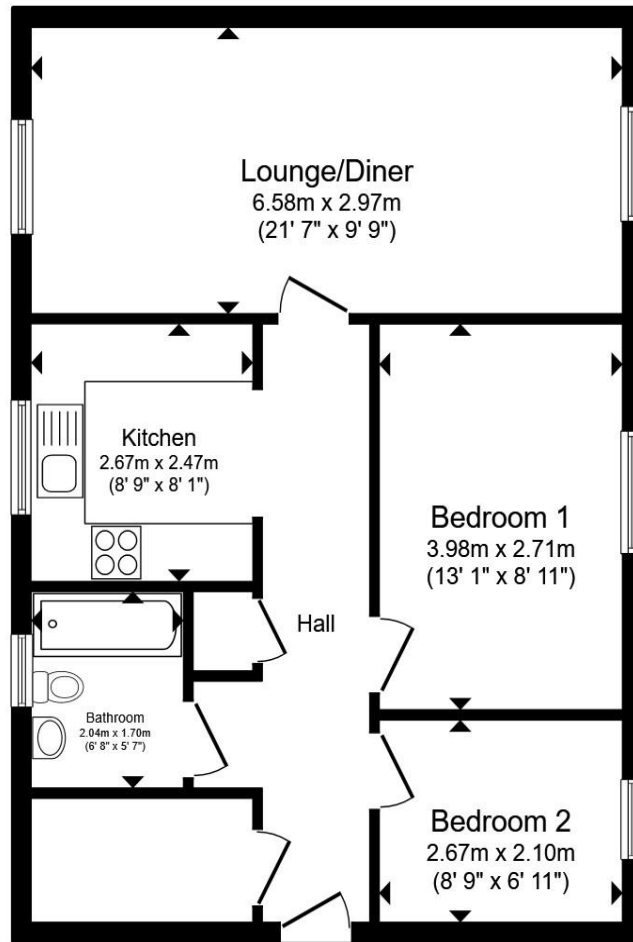 Lounge/Diner
6.58m x 2.97m
(21' 7" x 9' 9")
Kitchen
2.67m x 2.47m
(8' 9" x 8' 1")
Bedroom 1
3.98m x 2.71m
(13' 1" x 8' 11")
Hall
Bathroom
2.04m x 1.70m
(6' 8" x 5' 7")
Bedroom 2
2.67m x 2.10m
(8' 9" x 6' 11")